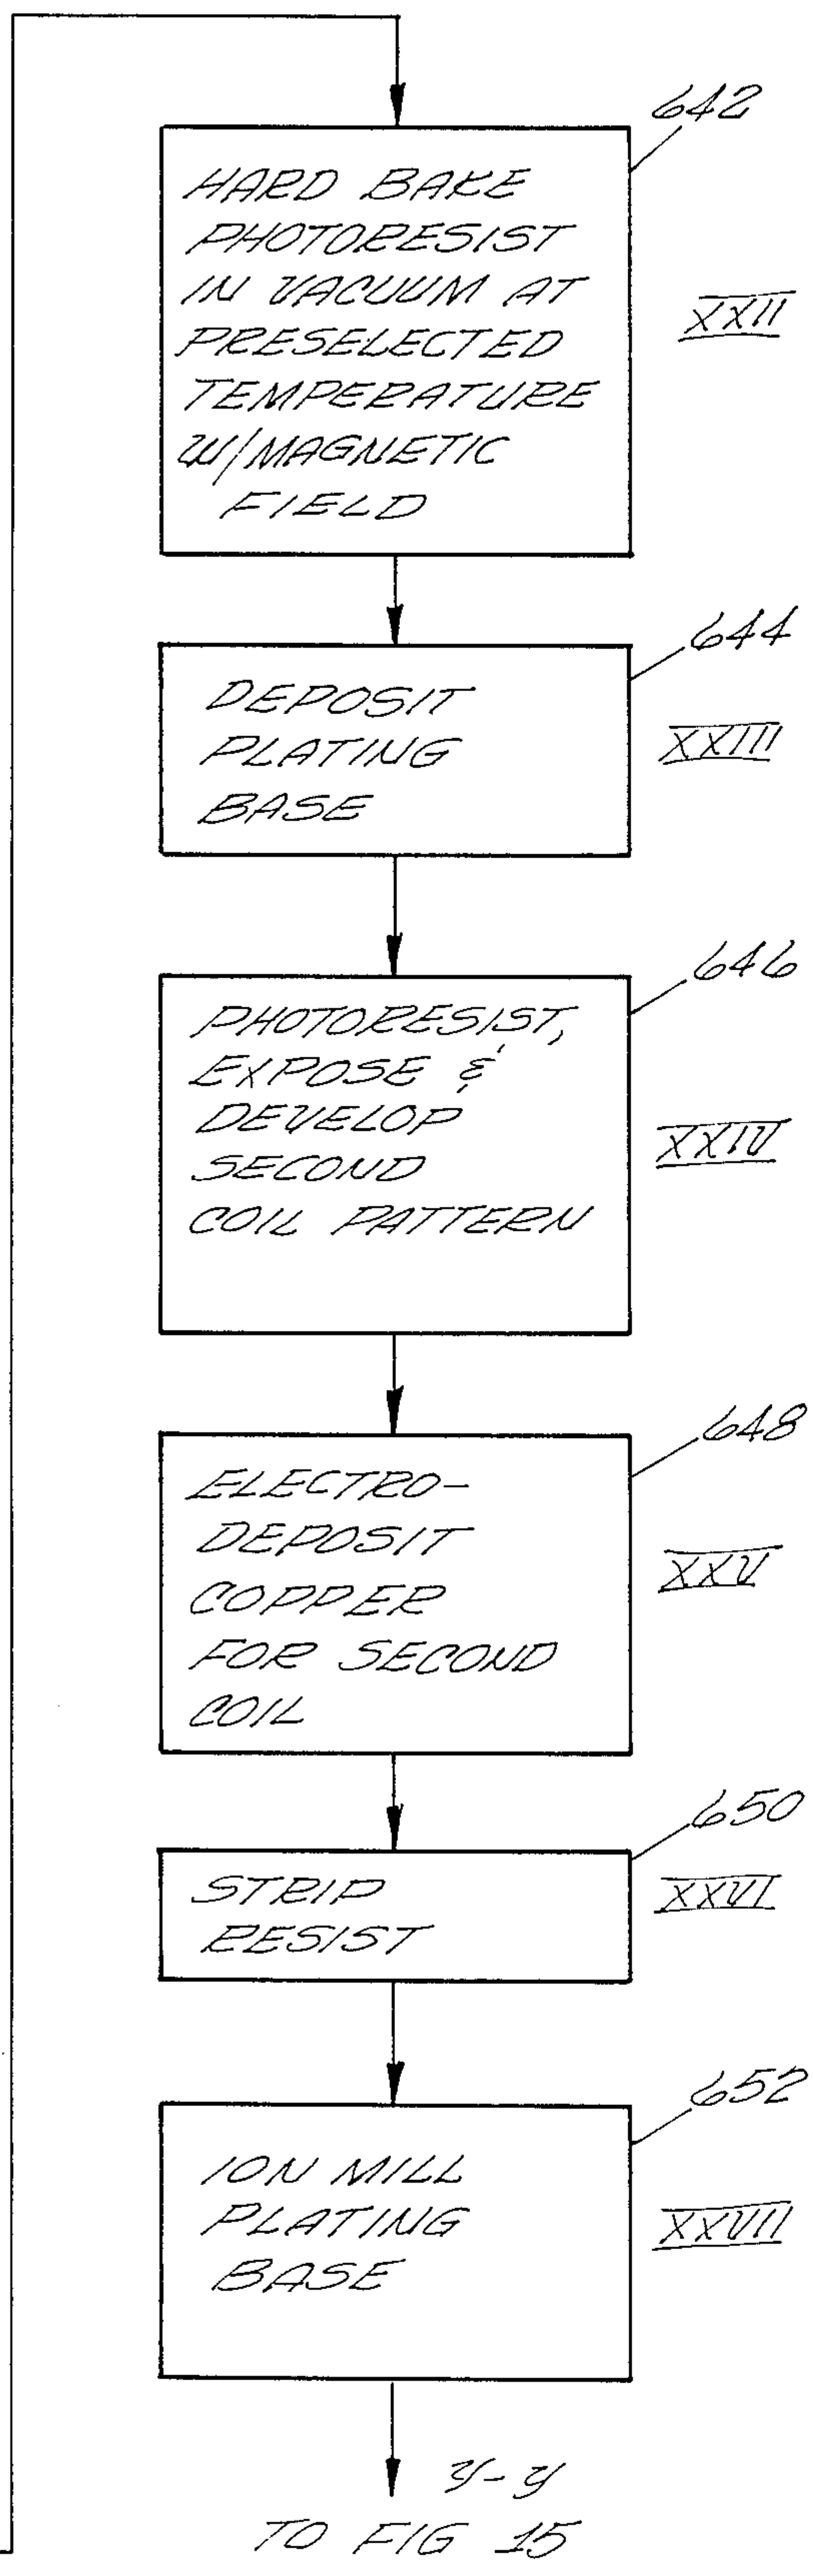 642
HARD BAKE
PHOTORESIST
IN VACUUM AT
PRESELECTED
TEMPERATURE
W/MAGNETIC
FIELD
XXII
644
DEPOSIT
PLATING
BASE
XXIII
646
PHOTORESIST,
EXPOSE &
DEVELOP
SECOND
COIL PATTERN
XXIV
648
ELECTRO-
DEPOSIT
COPPER
FOR SECOND
COIL
XXV
650
STRIP
RESIST
XXVI
652
ION MILL
PLATING
BASE
XXVII
Y-Y
TO FIG 15